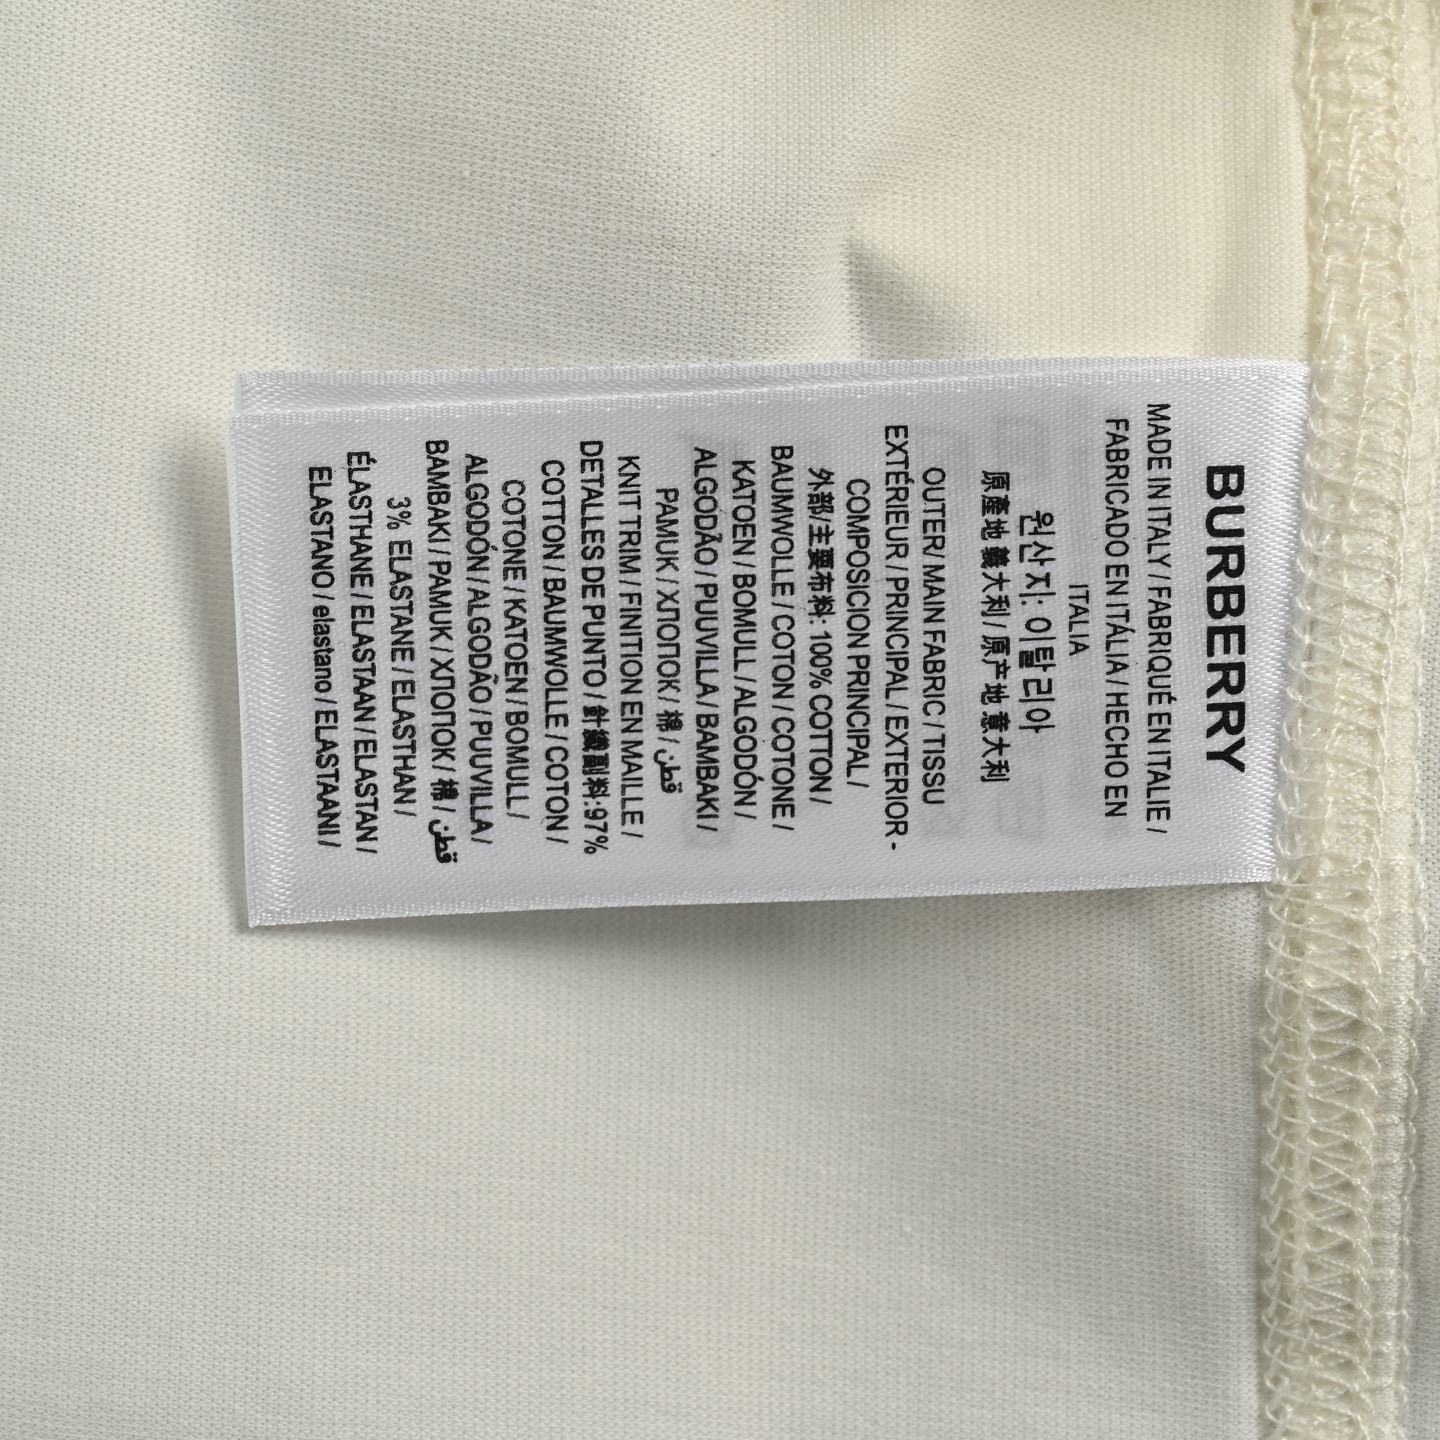 BURBERRY
MADE IN ITALY / FABRIQUÉ EN ITALIE /
FABRICADO EN ITÁLIA / HECHO EN
ITALIA
원산지: 이탈리아
原產地 義大利 / 原产地 意大利
OUTER/ MAIN FABRIC / TISSU
EXTÉRIEUR / PRINCIPAL / EXTERIOR-
COMPOSICION PRINCIPAL /
外部/主要布料: 100% COTTON /
BAUMWOLLE / COTON / COTONE /
KATOEN / BOMULL / ALGODÓN /
ALGODÃO / PUUVILLA / BAMBAKI /
PAMUK / ХЛОПОК / 棉 / قطن
KNIT TRIM / FINITION EN MAILLE /
DETALLES DE PUNTO / 針織副料:97%
COTTON / BAUMWOLLE / COTON /
COTONE / KATOEN / BOMULL /
ALGODÓN / ALGODÃO / PUUVILLA /
BAMBAKI / PAMUK / ХЛОПОК / 棉 / قطن
3% ELASTANE / ELASTHAN /
ÉLASTHANE / ELASTAAN / ELASTAN /
ELASTANO / elastano / ELASTAANI /